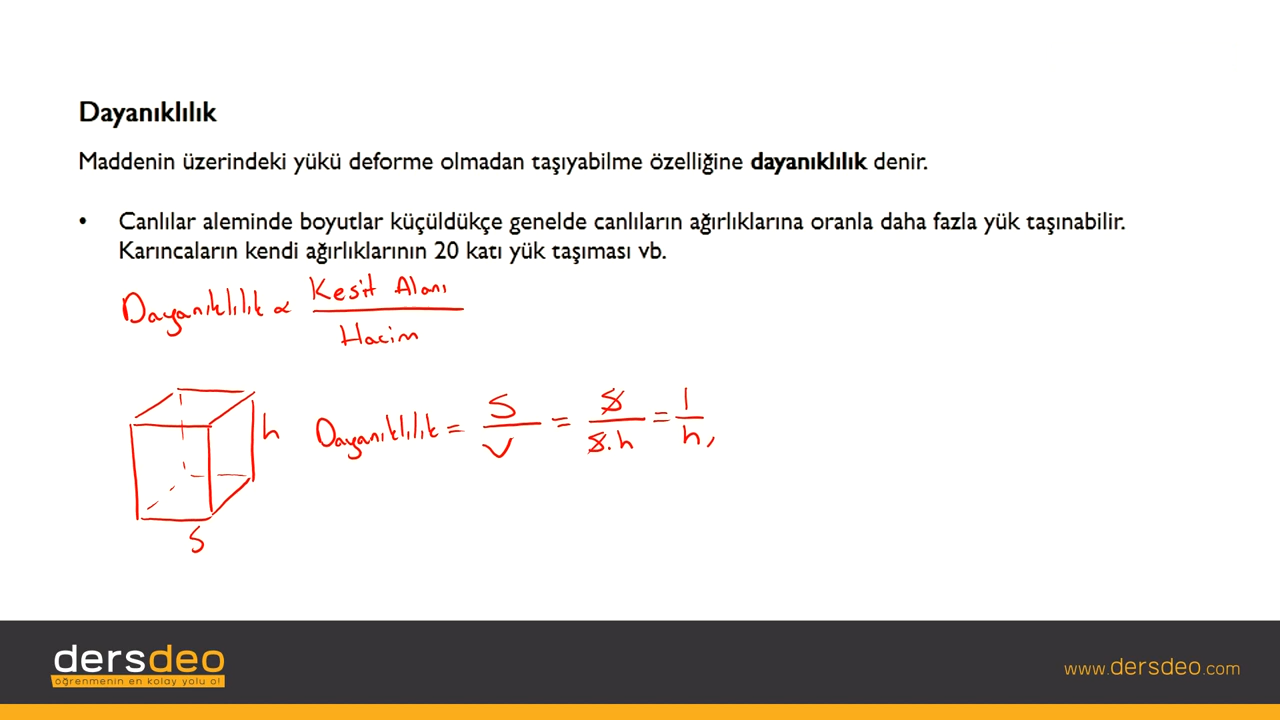 Dayanıklılık
Maddenin üzerindeki yükü deforme olmadan taşıyabilme özelliğine dayanıklılık denir.
• Canlılar aleminde boyutlar küçüldükçe genelde canlıların ağırlıklarına oranla daha fazla yük taşınabilir.
Karıncaların kendi ağırlıklarının 20 katı yük taşıması vb.
Dayanıklılık ∝ Kesit Alanı / Hacim
h
S
Dayanıklılık = S / V = S / S.h = 1 / h,
dersdeo
öğrenmenin en kolay yolu o!
www.dersdeo.com